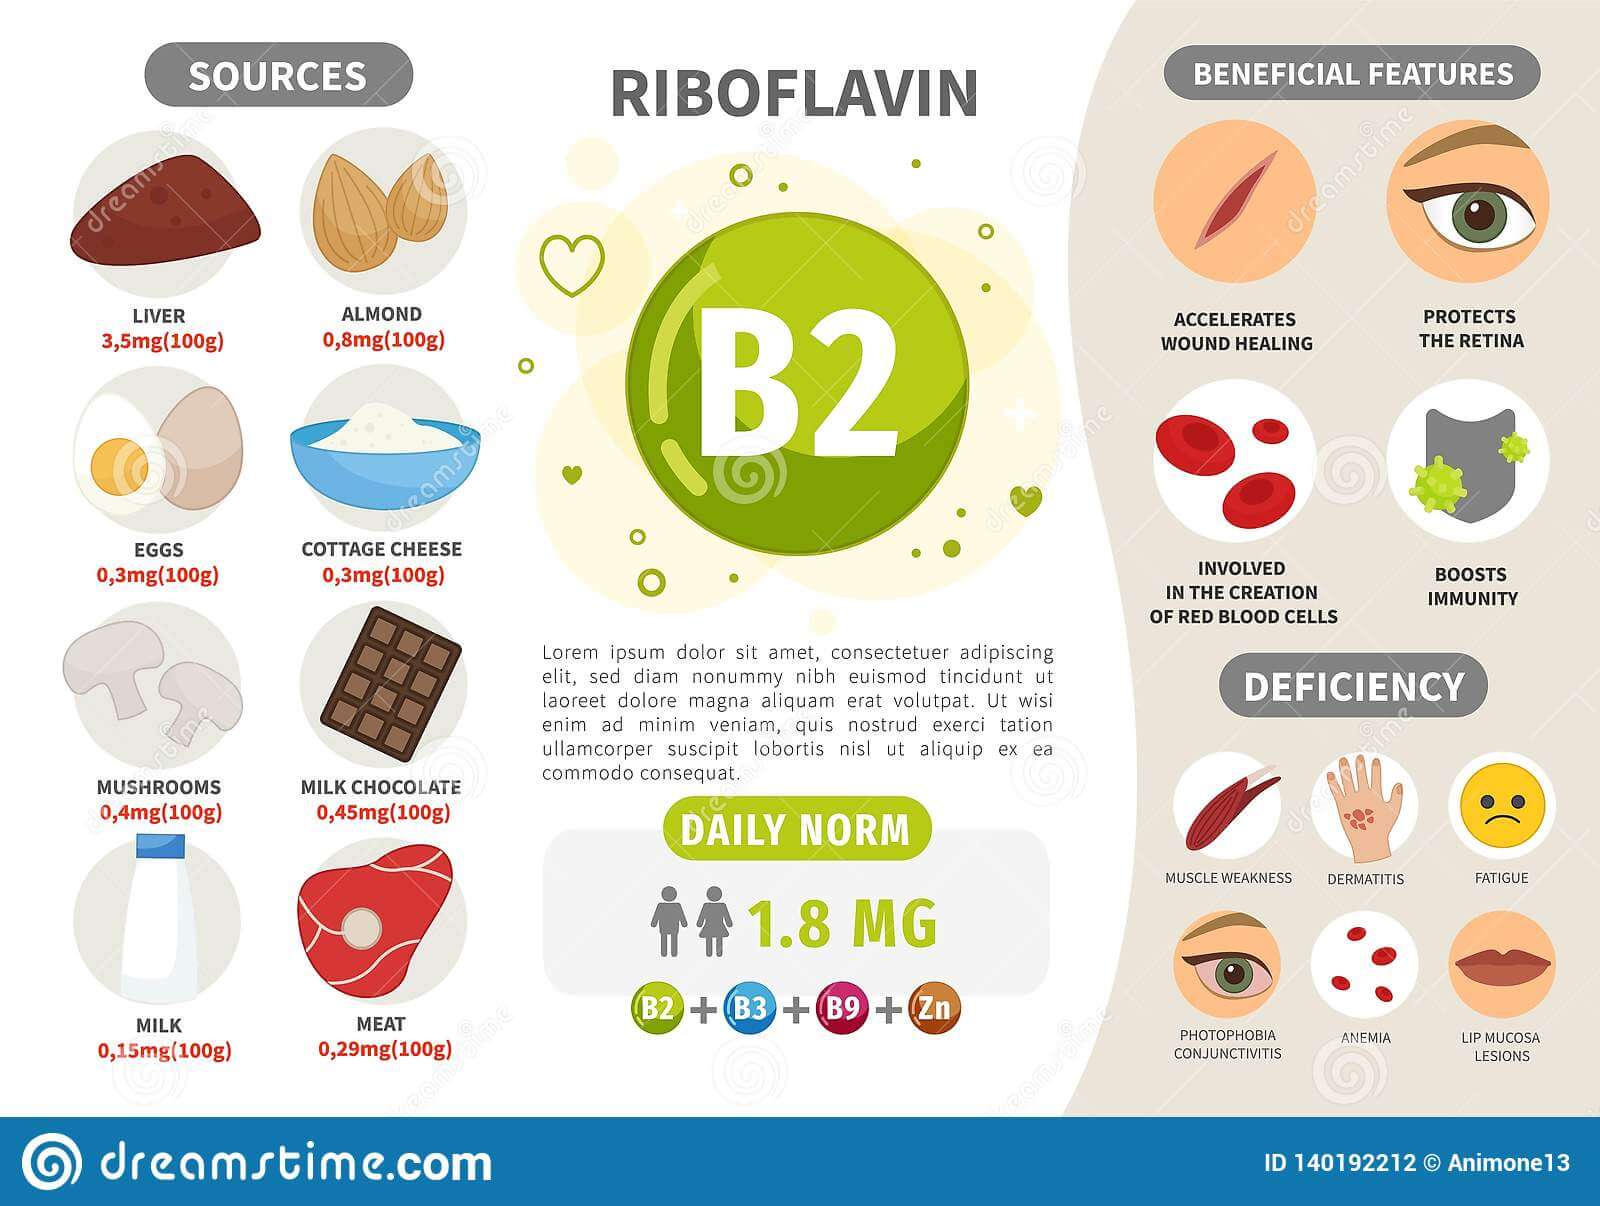 SOURCES
LIVER
3,5mg(100g)
ALMOND
0,8mg(100g)
EGGS
0,3mg(100g)
COTTAGE CHEESE
0,3mg(100g)
MUSHROOMS
0,4mg(100g)
MILK CHOCOLATE
0,45mg(100g)
MILK
0,15mg(100g)
MEAT
0,29mg(100g)
RIBOFLAVIN
B2
Lorem ipsum dolor sit amet, consectetuer adipiscing
elit, sed diam nonummy nibh euismod tincidunt ut
laoreet dolore magna aliquam erat volutpat. Ut wisi
enim ad minim veniam, quis nostrud exerci tation
ullamcorper suscipit lobortis nisl ut aliquip ex ea
commodo consequat.
DAILY NORM
1.8 MG
B2 + B3 + B9 + Zn
BENEFICIAL FEATURES
ACCELERATES
WOUND HEALING
PROTECTS
THE RETINA
INVOLVED
IN THE CREATION
OF RED BLOOD CELLS
BOOSTS
IMMUNITY
DEFICIENCY
MUSCLE WEAKNESS
DERMATITIS
FATIGUE
PHOTOPHOBIA
CONJUNCTIVITIS
ANEMIA
LIP MUCOSA
LESIONS
dreamstime.com
ID 140192212 © Animone13